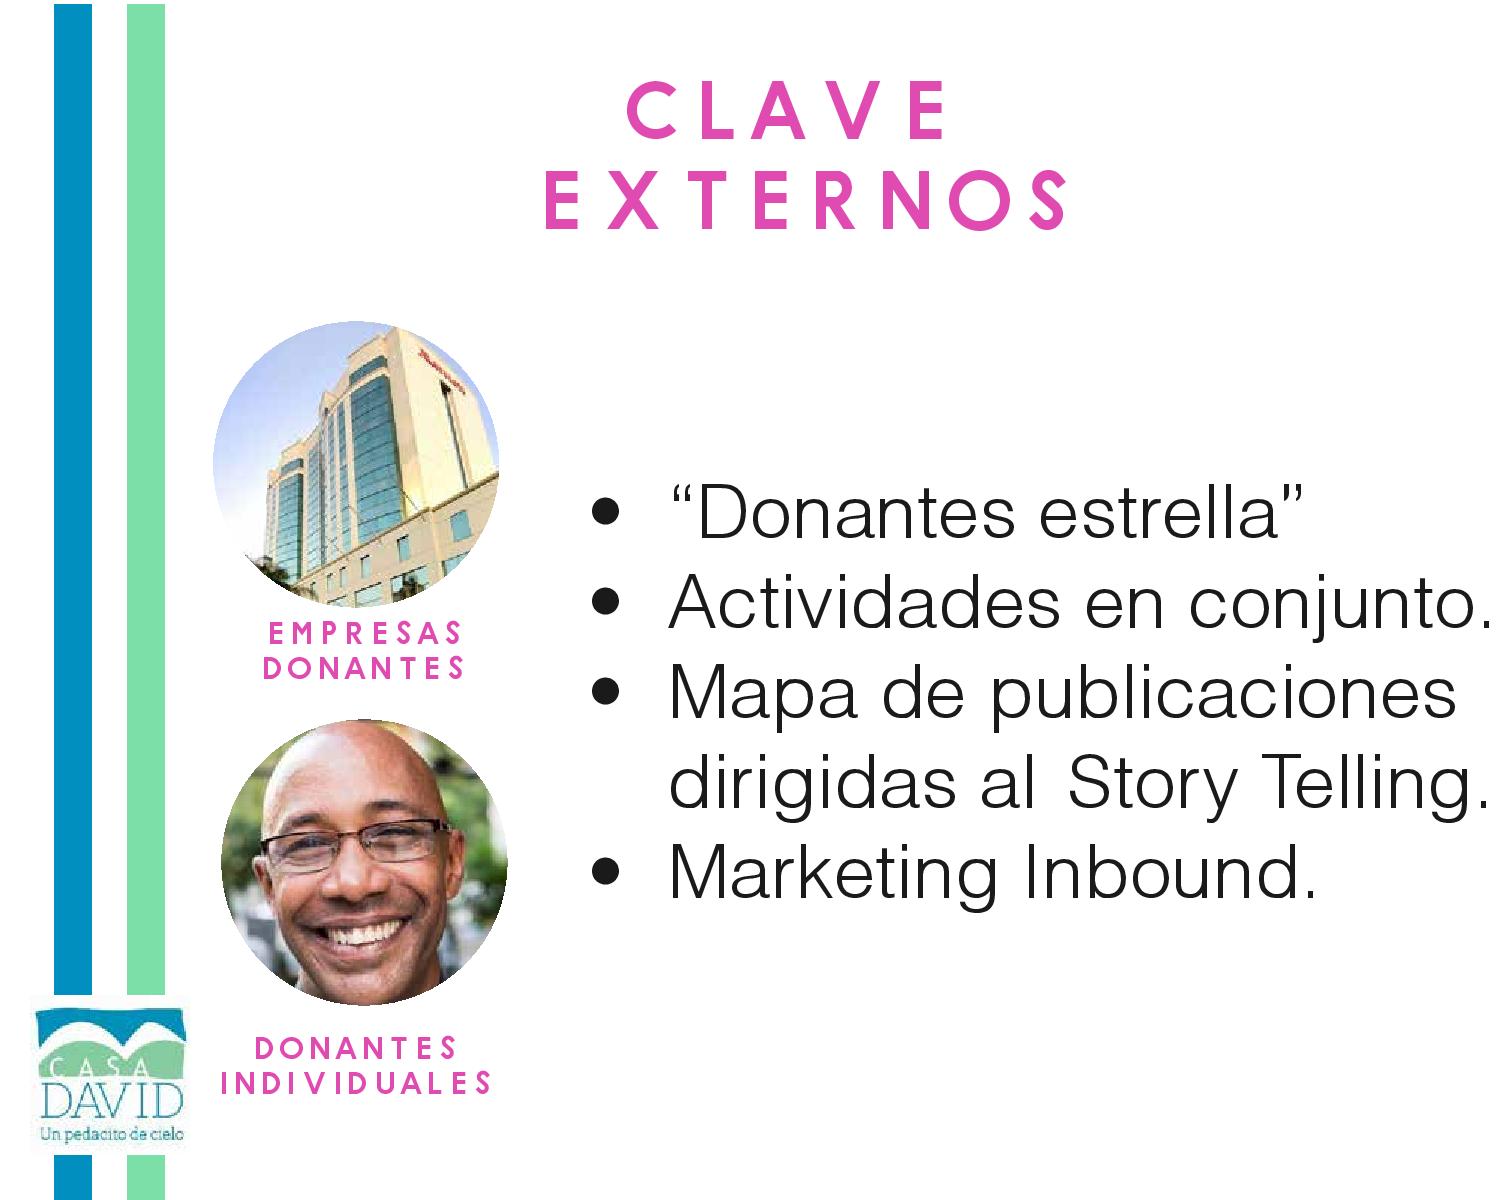 CLAVE
EXTERNOS
EMPRESAS
DONANTES
“Donantes estrella”
Actividades en conjunto.
Mapa de publicaciones
dirigidas al Story Telling.
Marketing Inbound.
DONANTES
INDIVIDUALES
CASA
DAVID
Un pedacito de cielo